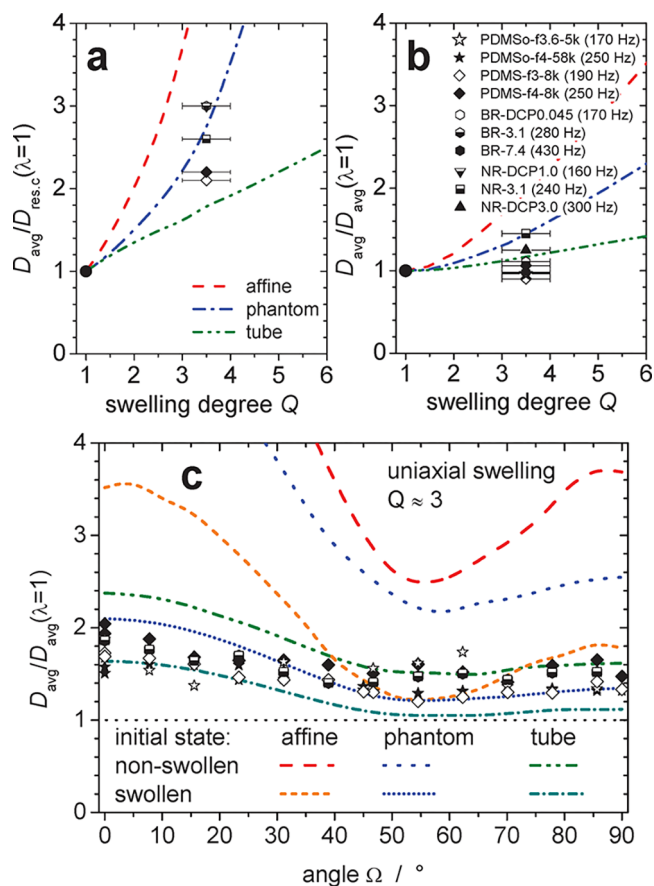 a
D_avg/D_res.c(λ=1)
4
3
2
1
0
1 2 3 4 5 6
swelling degree Q
affine
phantom
tube
b
D_avg/D_avg(λ=1)
4
3
2
1
0
1 2 3 4 5 6
swelling degree Q
PDMSo-f3.6-5k (170 Hz)
PDMSo-f4-58k (250 Hz)
PDMS-f3-8k (190 Hz)
PDMS-f4-8k (250 Hz)
BR-DCP0.045 (170 Hz)
BR-3.1 (280 Hz)
BR-7.4 (430 Hz)
NR-DCP1.0 (160 Hz)
NR-3.1 (240 Hz)
NR-DCP3.0 (300 Hz)
c
uniaxial swelling
Q ≈ 3
D_avg/D_avg(λ=1)
4
3
2
1
0
initial state: affine phantom tube
non-swollen
swollen
0 10 20 30 40 50 60 70 80 90
angle Ω / °